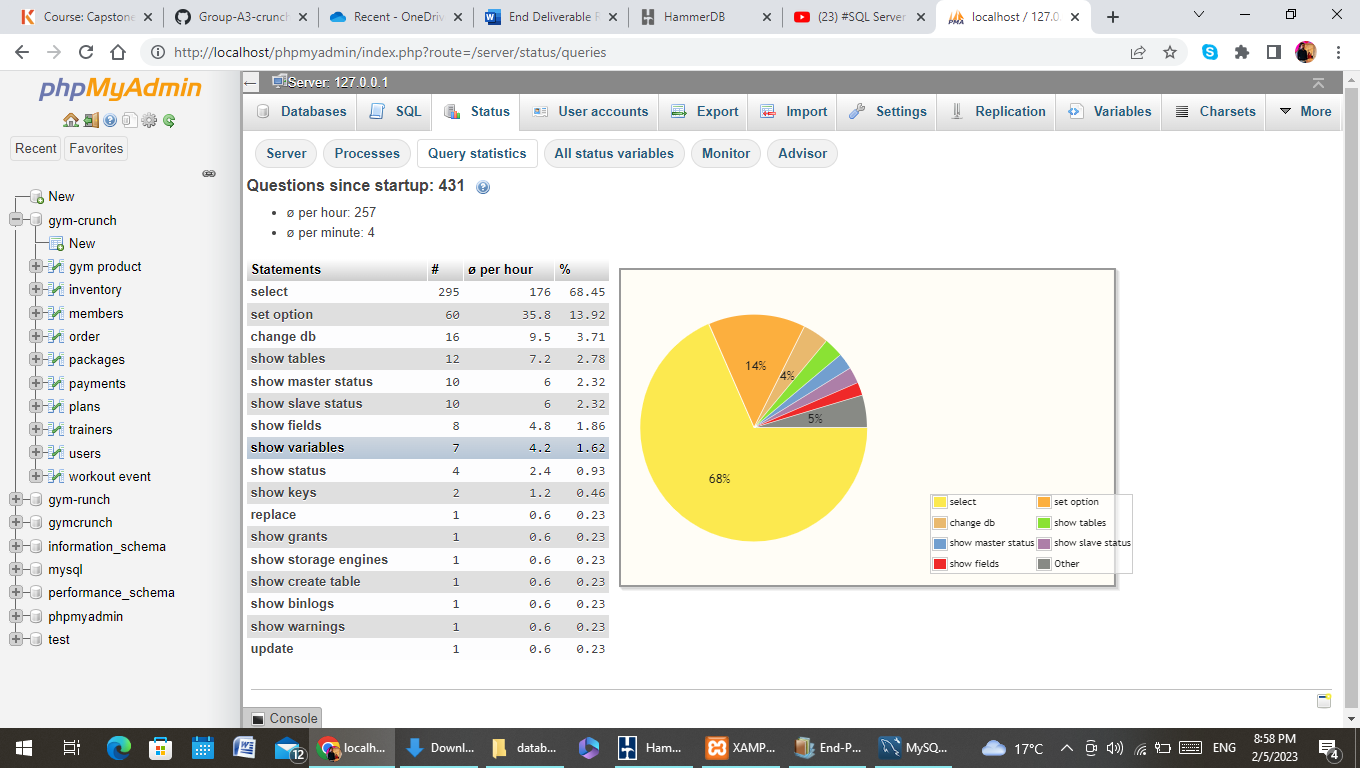 Course: Capstone
Group-A3-crunch
Recent - OneDriv
End Deliverable F
HammerDB
(23) #SQL Server
localhost / 127.0.
http://localhost/phpmyadmin/index.php?route=/server/status/queries
phpMyAdmin
Recent Favorites
New
gym-crunch
New
gym product
inventory
members
order
packages
payments
plans
trainers
users
workout event
gym-runch
gymcrunch
information_schema
mysql
performance_schema
phpmyadmin
test
Server: 127.0.0.1
Databases SQL Status User accounts Export Import Settings Replication Variables Charsets More
Server Processes Query statistics All status variables Monitor Advisor
Questions since startup: 431
• ø per hour: 257
• ø per minute: 4
Statements # ø per hour %
select 295 176 68.45
set option 60 35.8 13.92
change db 16 9.5 3.71
show tables 12 7.2 2.78
show master status 10 6 2.32
show slave status 10 6 2.32
show fields 8 4.8 1.86
show variables 7 4.2 1.62
show status 4 2.4 0.93
show keys 2 1.2 0.46
replace 1 0.6 0.23
show grants 1 0.6 0.23
show storage engines 1 0.6 0.23
show create table 1 0.6 0.23
show binlogs 1 0.6 0.23
show warnings 1 0.6 0.23
update 1 0.6 0.23
14%
4%
5%
68%
select set option
change db show tables
show master status show slave status
show fields Other
Console
12 localh... Downl... datab... Ham... XAMP... End-P... MySQ... 17°C ENG 8:58 PM
2/5/2023 4